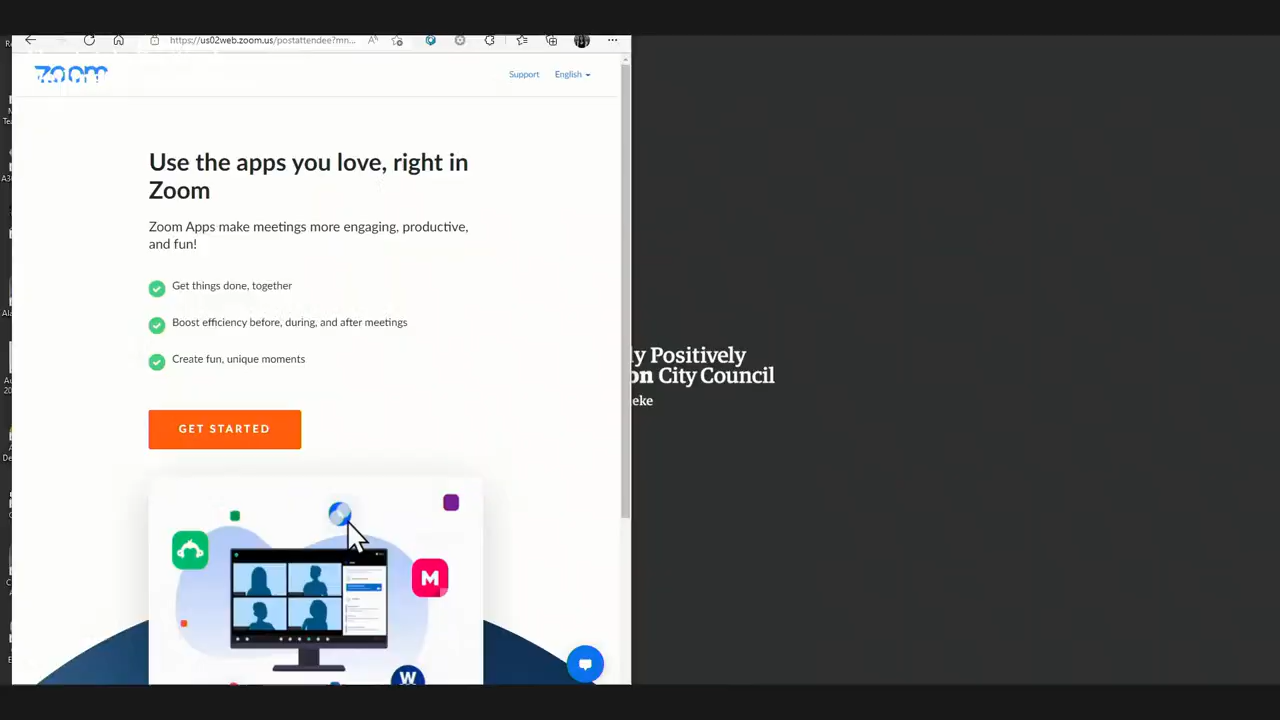 https://us02web.zoom.us/postattendee?mn...
zoom
Support
English
Use the apps you love, right in
Zoom
Zoom Apps make meetings more engaging, productive,
and fun!
Get things done, together
Boost efficiency before, during, and after meetings
Create fun, unique moments
GET STARTED
M
W
ly Positively
on City Council
eke